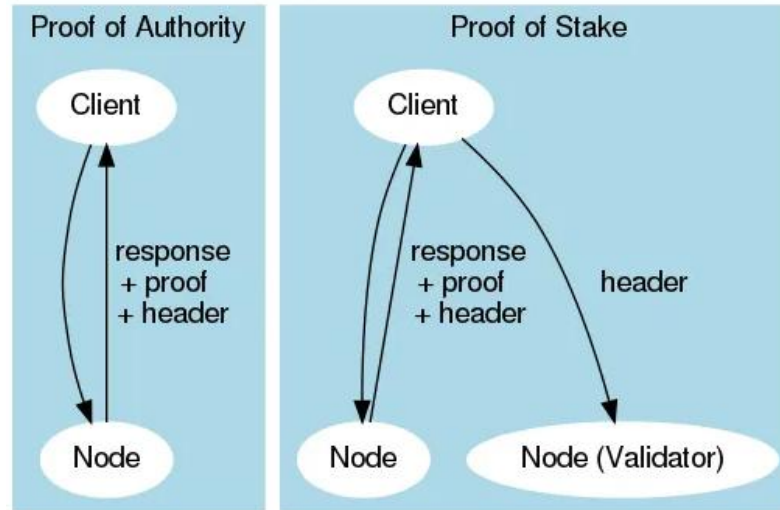 Proof of Authority
Client
response
+ proof
+ header
Node
Proof of Stake
Client
response
+ proof
+ header
header
Node
Node (Validator)